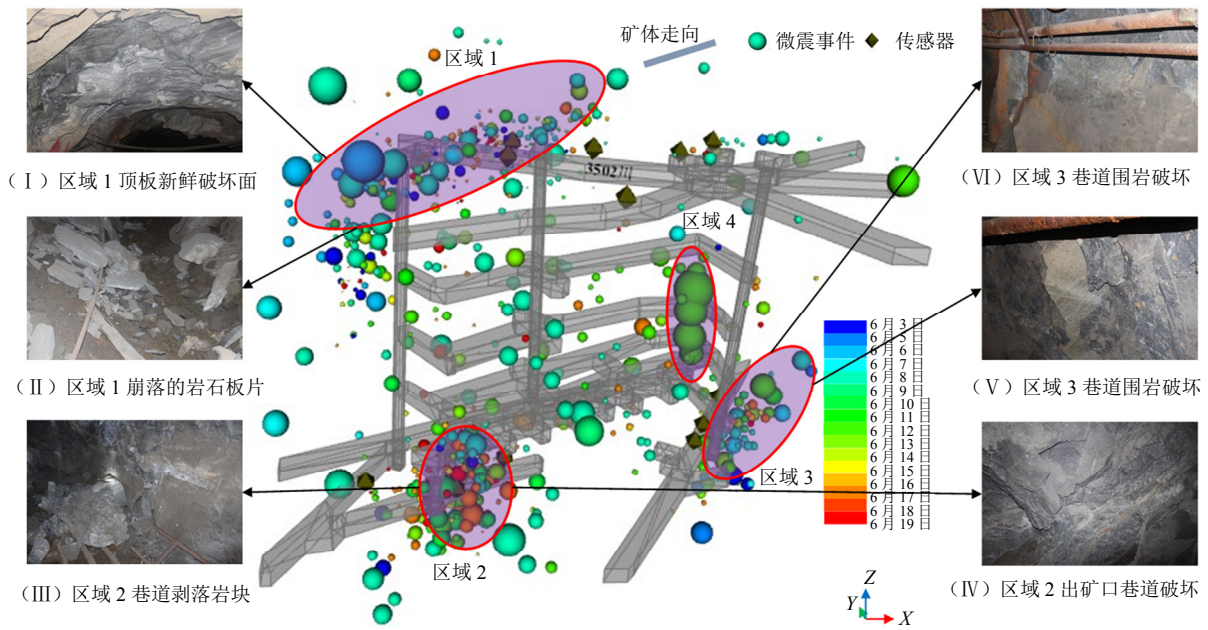 矿体走向
微震事件
传感器
区域 1
（Ⅰ）区域 1 顶板新鲜破坏面
（Ⅱ）区域 1 崩落的岩石板片
（Ⅲ）区域 2 巷道剥落岩块
3502川
区域 4
区域 3
区域 2
6 月 3 日
6 月 5 日
6 月 6 日
6 月 7 日
6 月 8 日
6 月 9 日
6 月 10 日
6 月 11 日
6 月 12 日
6 月 13 日
6 月 14 日
6 月 15 日
6 月 16 日
6 月 17 日
6 月 18 日
6 月 19 日
Z
Y
X
（Ⅵ）区域 3 巷道围岩破坏
（Ⅴ）区域 3 巷道围岩破坏
（Ⅳ）区域 2 出矿口巷道破坏